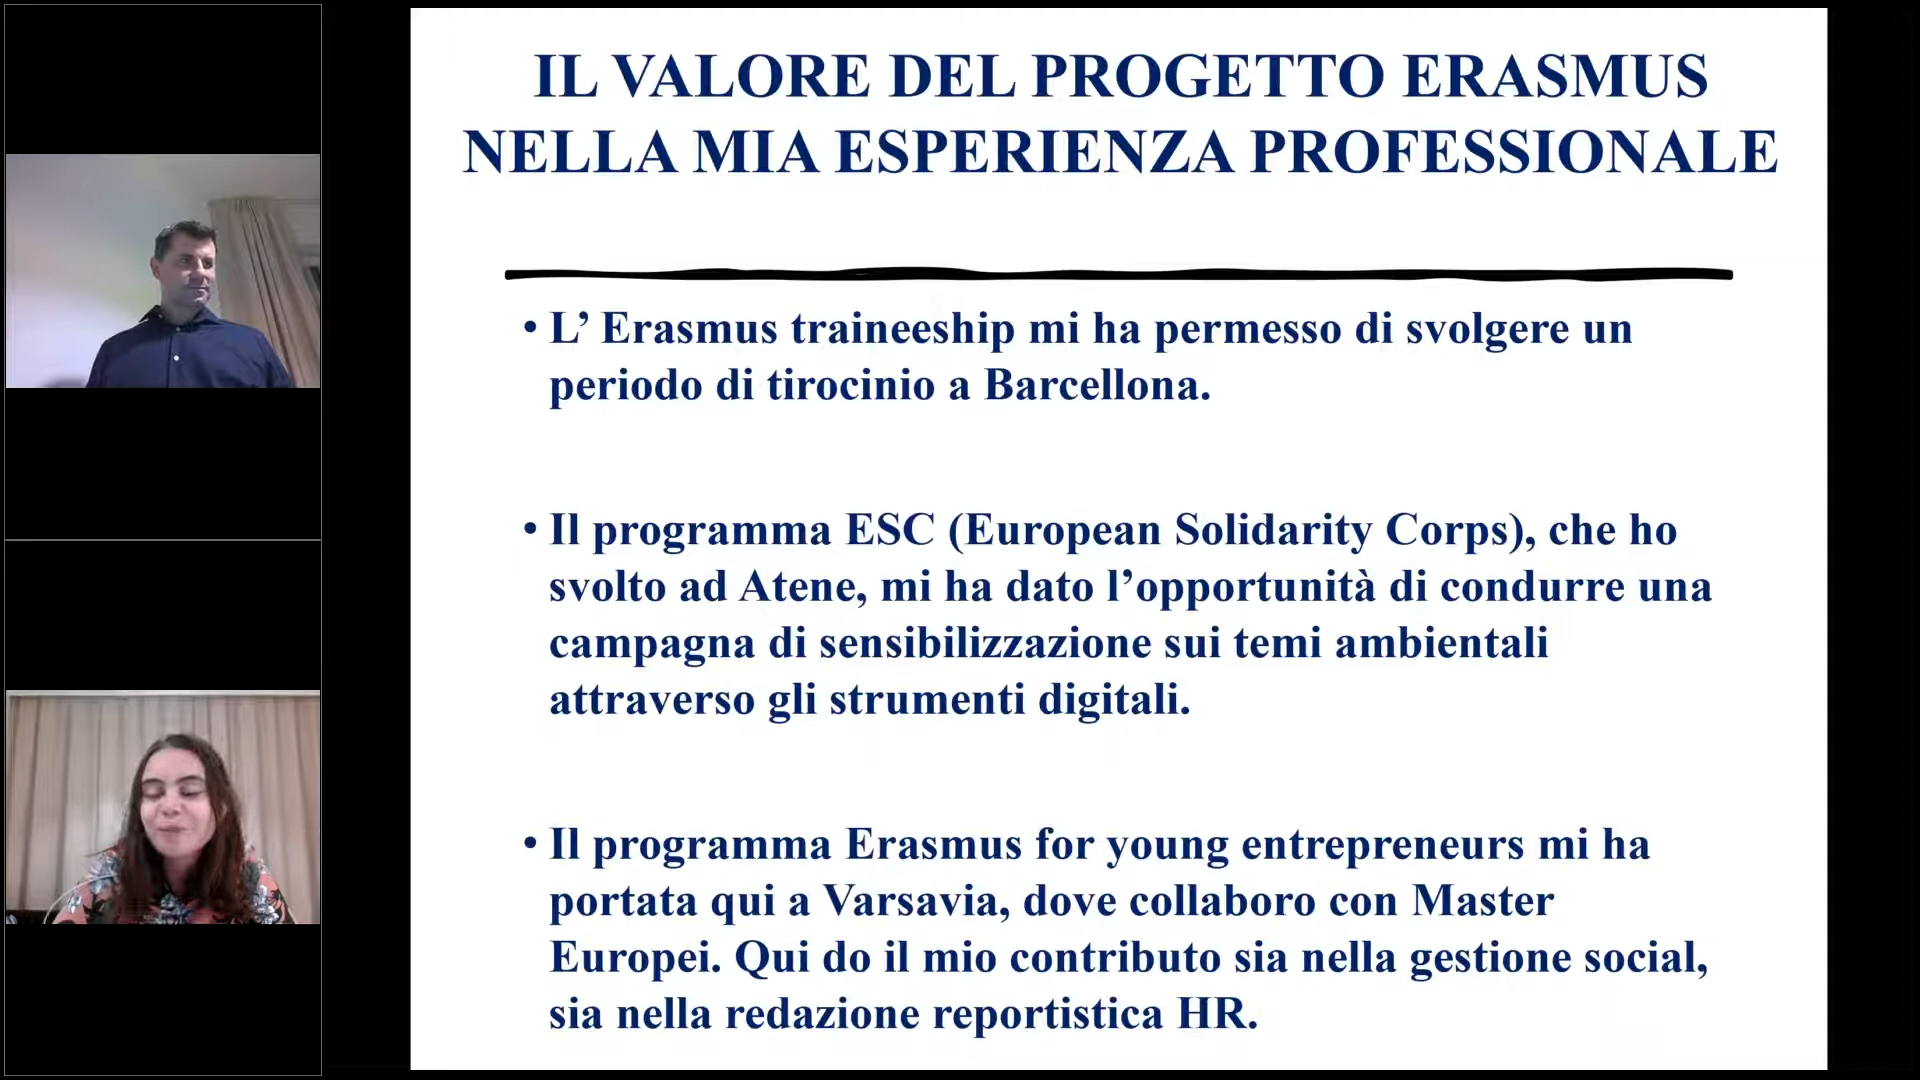 IL VALORE DEL PROGETTO ERASMUS
NELLA MIA ESPERIENZA PROFESSIONALE
• L’ Erasmus traineeship mi ha permesso di svolgere un
periodo di tirocinio a Barcellona.
• Il programma ESC (European Solidarity Corps), che ho
svolto ad Atene, mi ha dato l’opportunità di condurre una
campagna di sensibilizzazione sui temi ambientali
attraverso gli strumenti digitali.
• Il programma Erasmus for young entrepreneurs mi ha
portata qui a Varsavia, dove collaboro con Master
Europei. Qui do il mio contributo sia nella gestione social,
sia nella redazione reportistica HR.